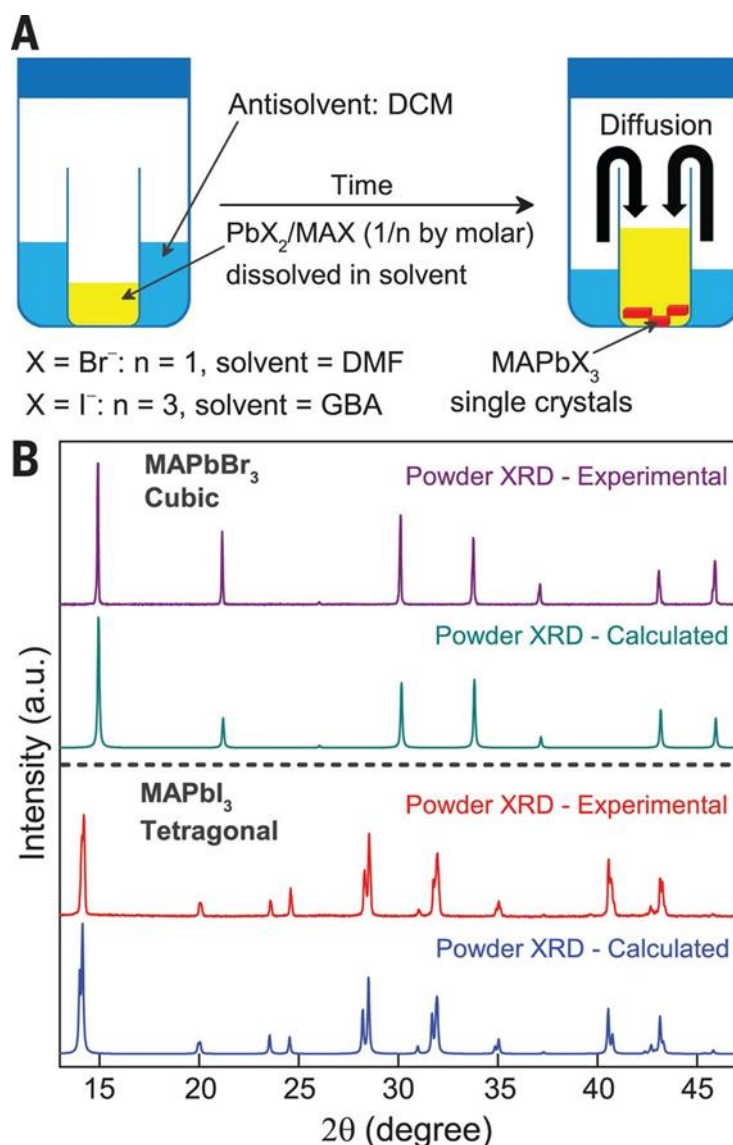 A
Antisolvent: DCM
Diffusion
Time
PbX₂/MAX (1/n by molar)
dissolved in solvent
X = Br⁻: n = 1, solvent = DMF
X = I⁻: n = 3, solvent = GBA
MAPbX₃
single crystals
B
MAPbBr₃
Cubic
Powder XRD - Experimental
Powder XRD - Calculated
MAPbI₃
Tetragonal
Powder XRD - Experimental
Powder XRD - Calculated
Intensity (a.u.)
15 20 25 30 35 40 45
2θ (degree)